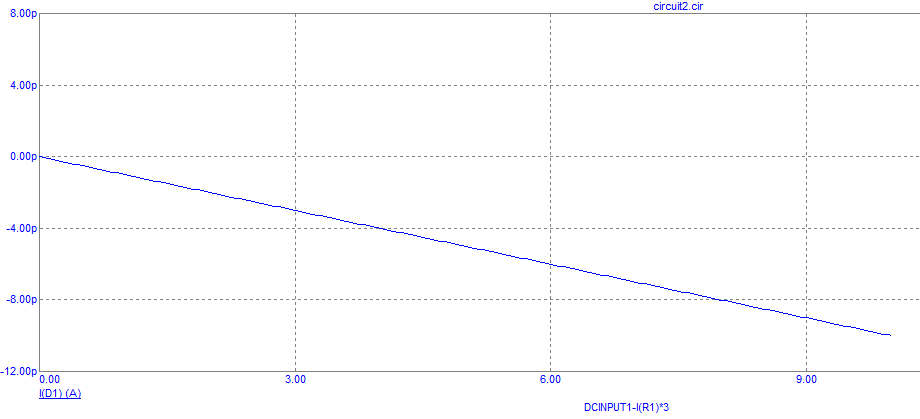 circuit2.cir
8.00p
4.00p
0.00p
-4.00p
-8.00p
-12.00p
0.00 3.00 6.00 9.00
I(D1) (A)
DCINPUT1-I(R1)*3